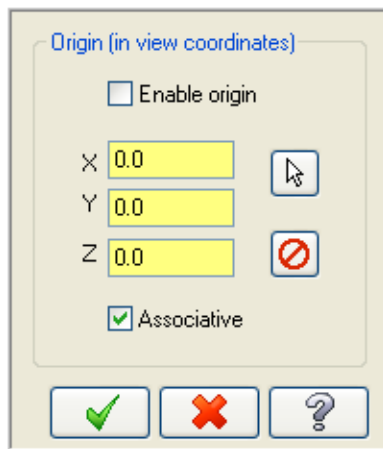 Origin (in view coordinates)
Enable origin
X 0.0
Y 0.0
Z 0.0
Associative
?